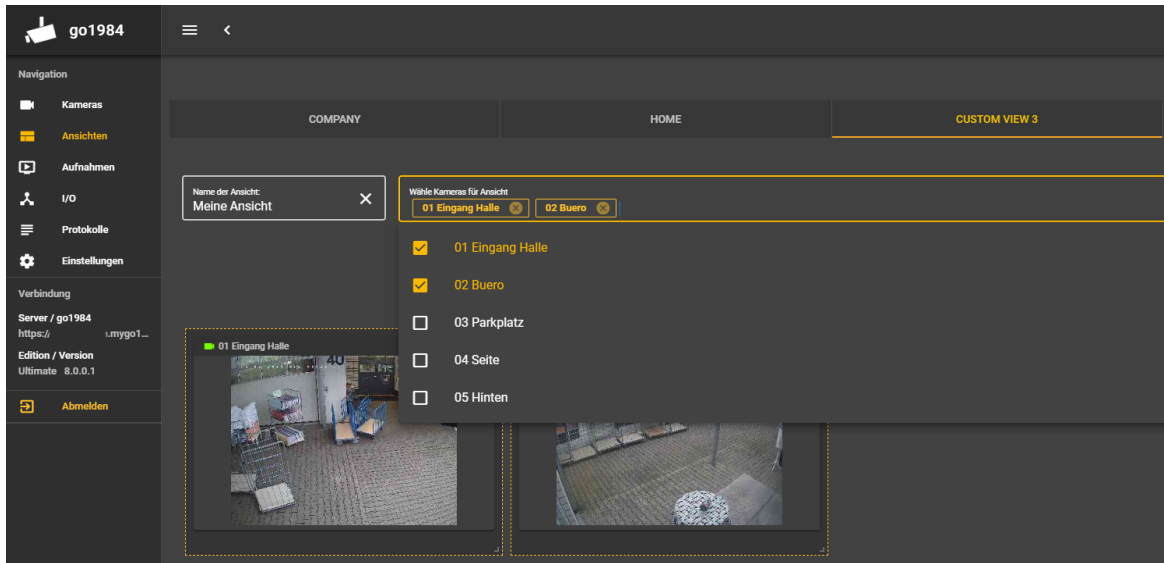 go1984
Navigation
Kameras
Ansichten
Aufnahmen
I/O
Protokolle
Einstellungen
Verbindung
Server / go1984
https:// .mygo1...
Edition / Version
Ultimate 8.0.0.1
Abmelden
COMPANY HOME CUSTOM VIEW 3
Name der Ansicht:
Meine Ansicht
Wähle Kameras für Ansicht
01 Eingang Halle 02 Buero
01 Eingang Halle
02 Buero
03 Parkplatz
04 Seite
05 Hinten
01 Eingang Halle
40